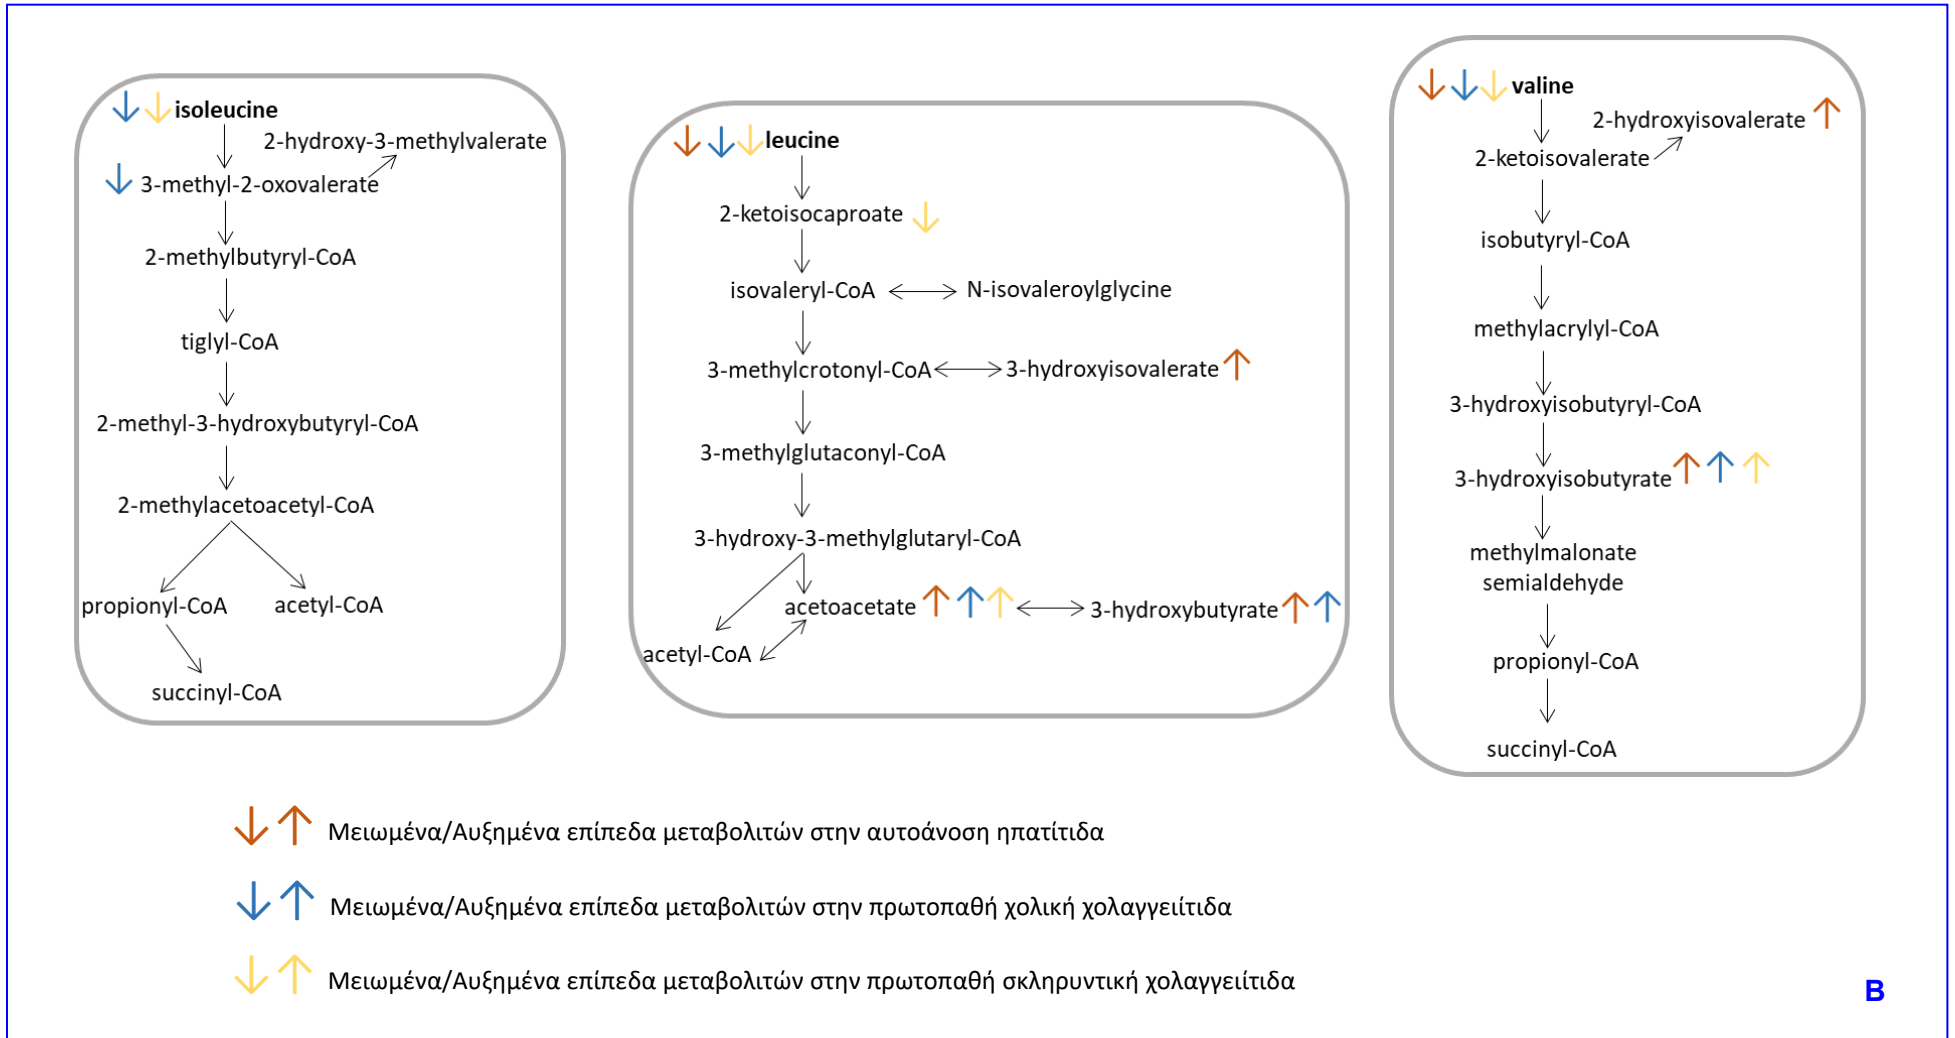 isoleucine
2-hydroxy-3-methylvalerate
3-methyl-2-oxovalerate
2-methylbutyryl-CoA
tiglyl-CoA
2-methyl-3-hydroxybutyryl-CoA
2-methylacetoacetyl-CoA
propionyl-CoA
acetyl-CoA
succinyl-CoA
leucine
2-ketoisocaproate
isovaleryl-CoA
N-isovaleroylglycine
3-methylcrotonyl-CoA
3-hydroxyisovalerate
3-methylglutaconyl-CoA
3-hydroxy-3-methylglutaryl-CoA
acetoacetate
3-hydroxybutyrate
acetyl-CoA
valine
2-hydroxyisovalerate
2-ketoisovalerate
isobutyryl-CoA
methylacrylyl-CoA
3-hydroxyisobutyryl-CoA
3-hydroxyisobutyrate
methylmalonate
semialdehyde
propionyl-CoA
succinyl-CoA
Μειωμένα/Αυξημένα επίπεδα μεταβολιτών στην αυτοάνοση ηπατίτιδα
Μειωμένα/Αυξημένα επίπεδα μεταβολιτών στην πρωτοπαθή χολική χολαγγειίτιδα
Μειωμένα/Αυξημένα επίπεδα μεταβολιτών στην πρωτοπαθή σκληρυντική χολαγγειίτιδα
B